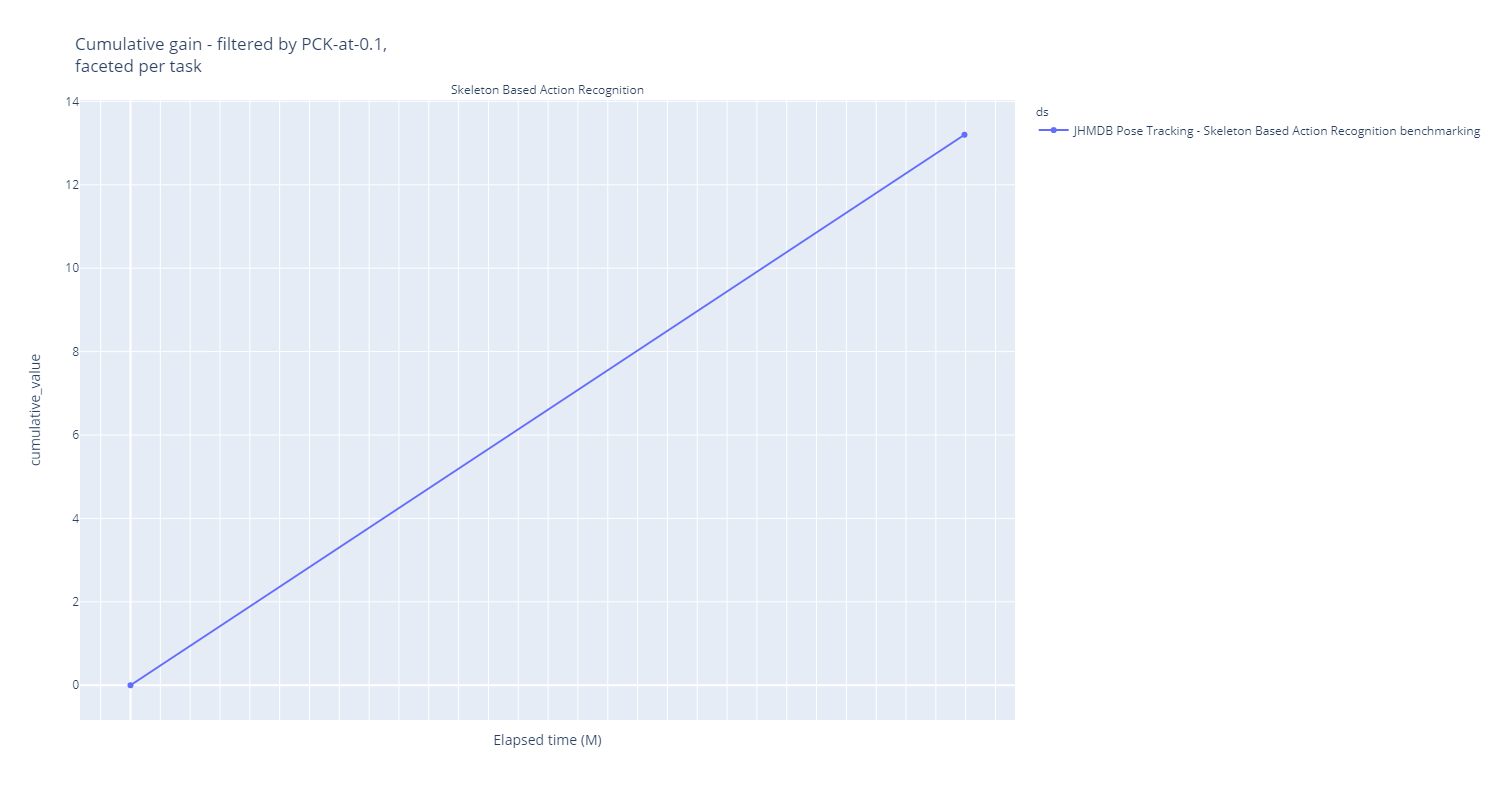 Cumulative gain - filtered by PCK-at-0.1,
faceted per task
Skeleton Based Action Recognition
14
12
10
8
6
4
2
0
cumulative_value
Elapsed time (M)
ds
JHMDB Pose Tracking - Skeleton Based Action Recognition benchmarking